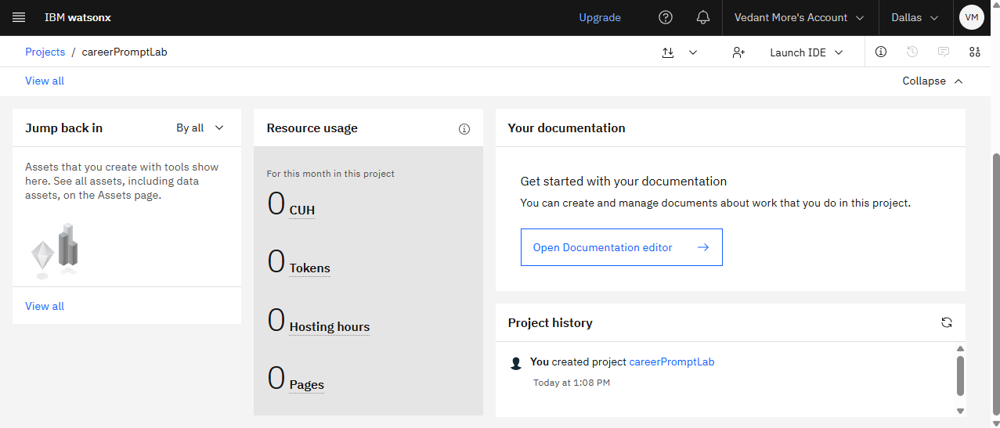 IBM watsonx
Upgrade
Vedant More's Account
Dallas
VM
Projects / careerPromptLab
Launch IDE
View all
Collapse
Jump back in
By all
Assets that you create with tools show
here. See all assets, including data
assets, on the Assets page.
View all
Resource usage
For this month in this project
0 CUH
0 Tokens
0 Hosting hours
0 Pages
Your documentation
Get started with your documentation
You can create and manage documents about work that you do in this project.
Open Documentation editor
Project history
You created project careerPromptLab
Today at 1:08 PM